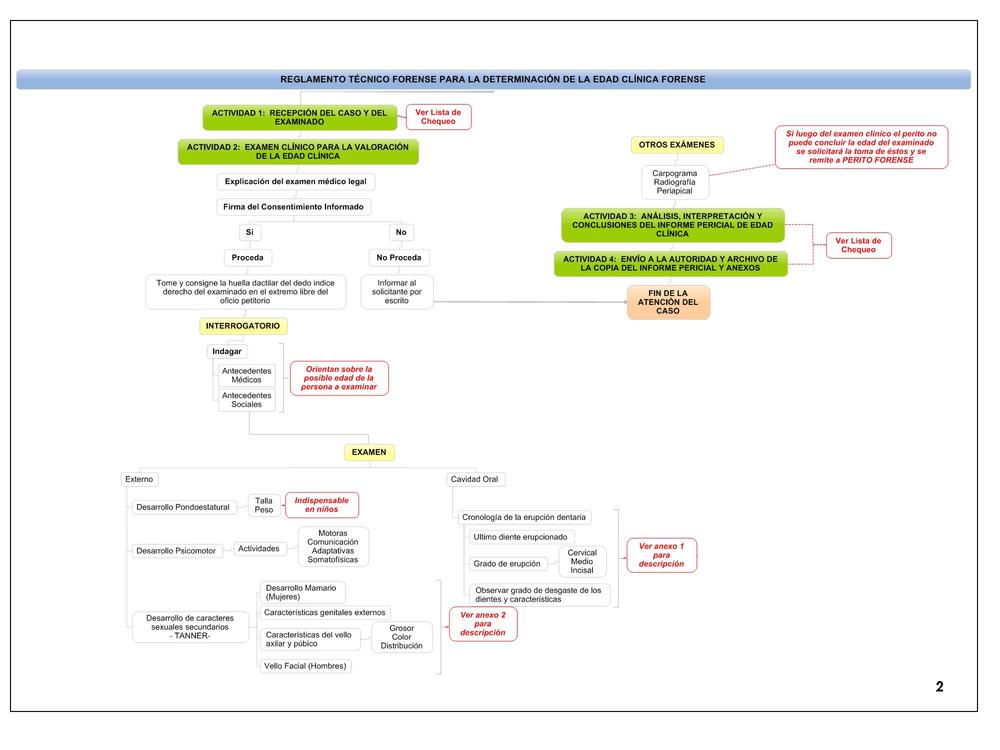 REGLAMENTO TÉCNICO FORENSE PARA LA DETERMINACIÓN DE LA EDAD CLÍNICA FORENSE
ACTIVIDAD 1: RECEPCIÓN DEL CASO Y DEL
EXAMINADO
Ver Lista de
Chequeo
ACTIVIDAD 2: EXAMEN CLÍNICO PARA LA VALORACIÓN
DE LA EDAD CLÍNICA
Explicación del examen médico legal
Firma del Consentimiento Informado
Sí
No
Proceda
No Proceda
Tome y consigne la huella dactilar del dedo indice
derecho del examinado en el extremo libre del
oficio petitorio
Informar al
solicitante por
escrito
INTERROGATORIO
Indagar
Antecedentes
Médicos
Antecedentes
Sociales
Orientan sobre la
posible edad de la
persona a examinar
OTROS EXÁMENES
Si luego del examen clínico el perito no
puede concluir la edad del examinado
se solicitará la toma de éstos y se
remite a PERITO FORENSE
Carpograma
Radiografía
Periapical
ACTIVIDAD 3: ANÁLISIS, INTERPRETACIÓN Y
CONCLUSIONES DEL INFORME PERICIAL DE EDAD
CLÍNICA
Ver Lista de
Chequeo
ACTIVIDAD 4: ENVÍO A LA AUTORIDAD Y ARCHIVO DE
LA COPIA DEL INFORME PERICIAL Y ANEXOS
FIN DE LA
ATENCIÓN DEL
CASO
EXAMEN
Externo
Desarrollo Pondoestatural
Talla
Peso
Indispensable
en niños
Desarrollo Psicomotor
Actividades
Motoras
Comunicación
Adaptativas
Somatofísicas
Desarrollo de caracteres
sexuales secundarios
- TANNER-
Desarrollo Mamario
(Mujeres)
Características genitales externos
Características del vello
axilar y púbico
Grosor
Color
Distribución
Vello Facial (Hombres)
Ver anexo 2
para
descripción
Cavidad Oral
Cronología de la erupción dentaria
Ultimo diente erupcionado
Grado de erupción
Cervical
Medio
Incisal
Observar grado de desgaste de los
dientes y características
Ver anexo 1
para
descripción
2